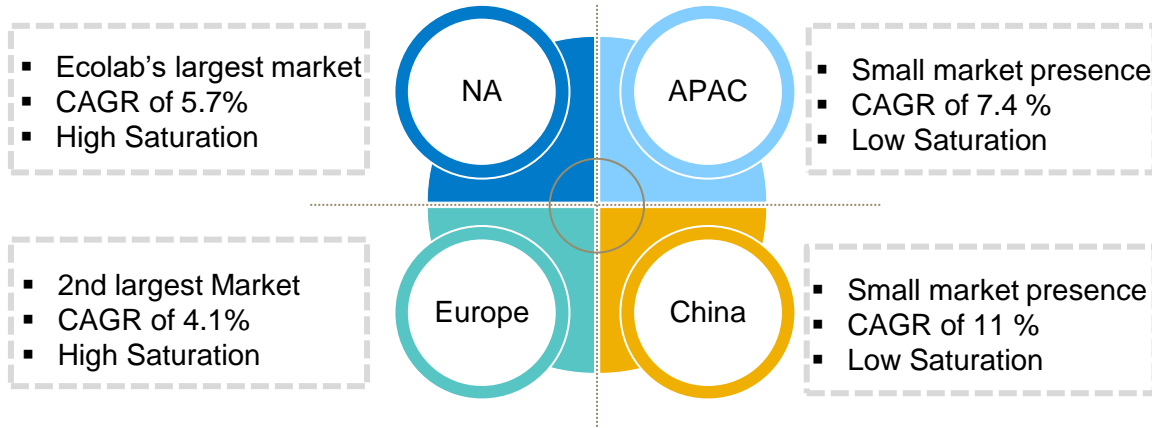 ▪ Ecolab's largest market
▪ CAGR of 5.7%
▪ High Saturation
NA
APAC
▪ Small market presence
▪ CAGR of 7.4 %
▪ Low Saturation
▪ 2nd largest Market
▪ CAGR of 4.1%
▪ High Saturation
Europe
China
▪ Small market presence
▪ CAGR of 11 %
▪ Low Saturation